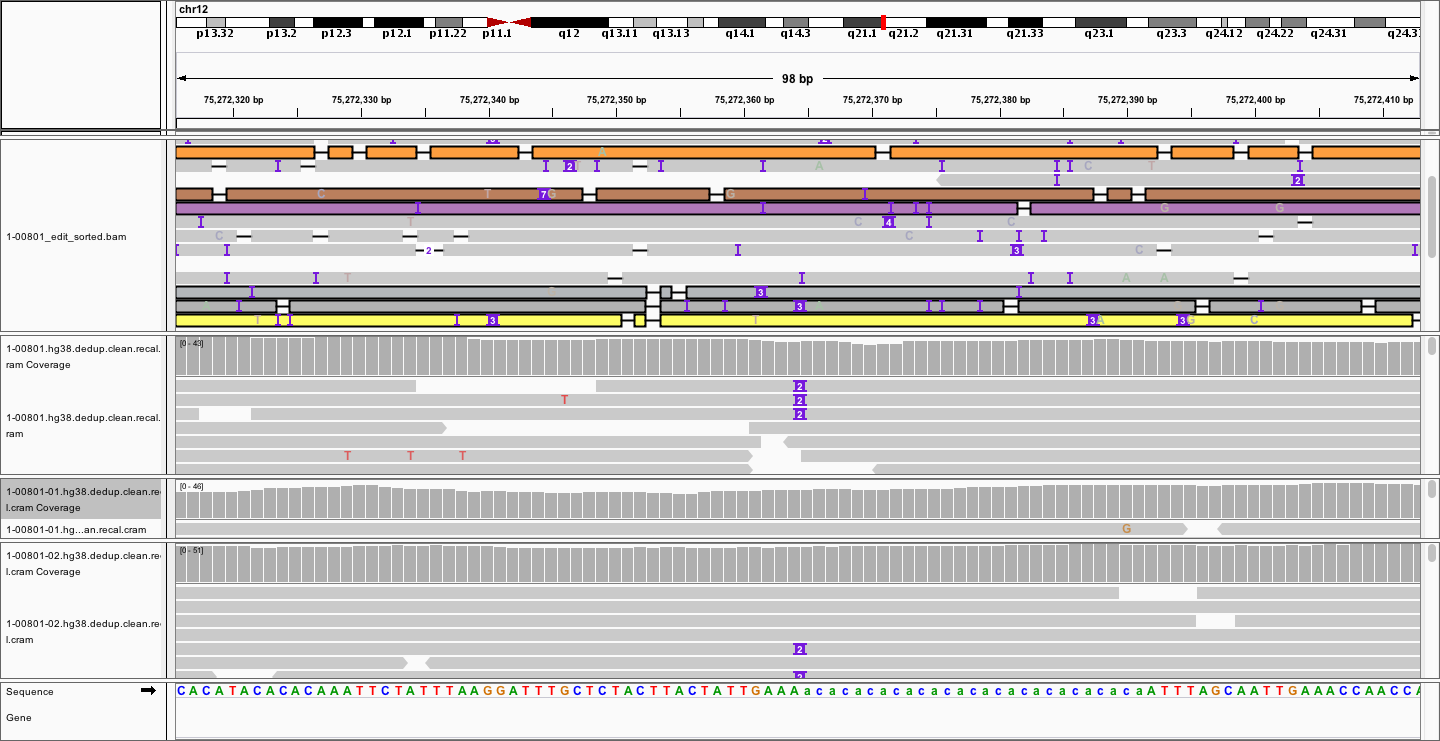 chr12
p13.32 p13.2 p12.3 p12.1 p11.22 p11.1 q12 q13.11 q13.13 q14.1 q14.3 q21.1 q21.2 q21.31 q21.33 q23.1 q23.3 q24.12 q24.22 q24.31
98 bp
75,272,320 bp 75,272,330 bp 75,272,340 bp 75,272,350 bp 75,272,360 bp 75,272,370 bp 75,272,380 bp 75,272,390 bp 75,272,400 bp 75,272,410 bp
A
2 A C T
2
C T 7 G G
G G
T C 4 C
C C
2 3 C
T A A
3
3
T 3 T 3 A 3 G C
1-00801_edit_sorted.bam
[0 - 43]
1-00801.hg38.dedup.clean.recal.
ram Coverage
2
T 2
2
1-00801.hg38.dedup.clean.recal.
ram
T T T
[0 - 46]
1-00801-01.hg38.dedup.clean.re
l.cram Coverage
1-00801-01.hg...an.recal.cram
G
[0 - 51]
1-00801-02.hg38.dedup.clean.re
l.cram Coverage
1-00801-02.hg38.dedup.clean.re
l.cram
2
2
Sequence
C A C A T A C A C A C A A A T T C T A T T T A A G G A T T T G C T C T A C T T A C T A T T G A A A a c a c a c a c a c a c a c a c a c a c a c a c a c a A T T T A G C A A T T G A A A C C A A C C A
Gene